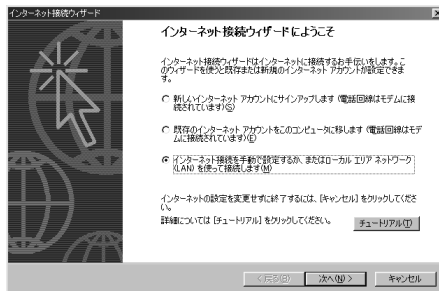 インターネット接続ウィザード
インターネット接続ウィザードにようこそ
インターネット接続ウィザードはインターネットに接続するお手伝いをします。こ
のウィザードを使うと既存または新規のインターネット アカウントが設定できま
す。
新しいインターネット アカウントにサインアップします (電話回線はモデムに接
続されています)(S)
既存のインターネット アカウントをこのコンピュータに移します (電話回線はモデ
ムに接続されています)(E)
インターネット接続を手動で設定するか、またはローカル エリア ネットワーク
(LAN) を使って接続します(M)
インターネットの設定を変更せずに終了するには、[キャンセル] をクリックしてくださ
い。
詳細については [チュートリアル] をクリックしてください。
チュートリアル(T)
< 戻る(B)
次へ(N) >
キャンセル